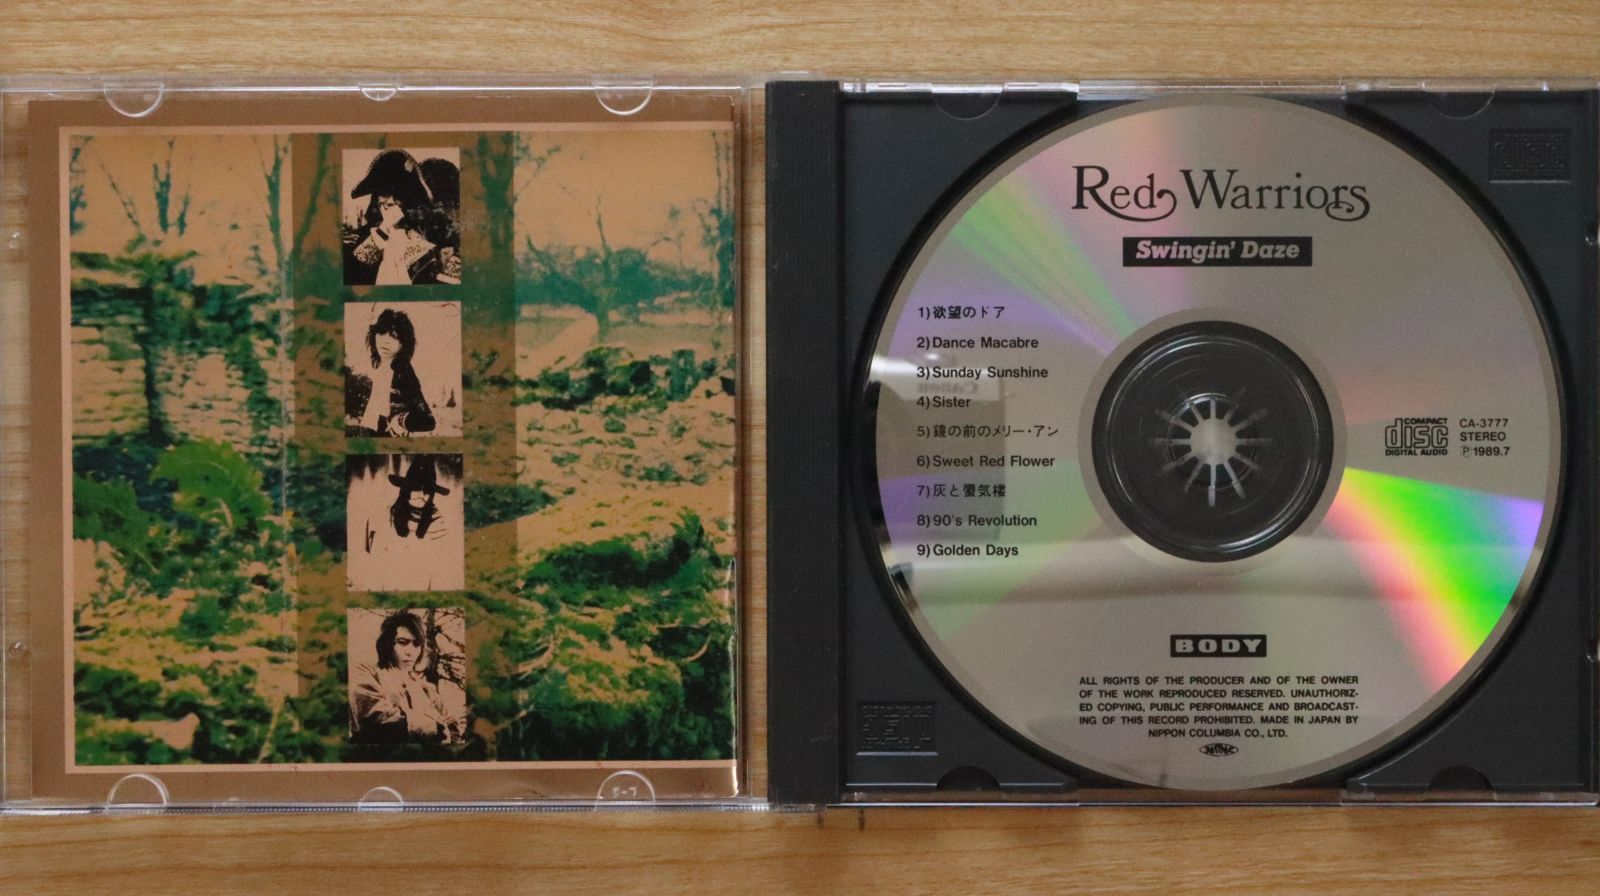 Red Warriors
Swingin' Daze
1)欲望のドア
2)Dance Macabre
3)Sunday Sunshine
4)Sister
5)鏡の前のメリー・アン
6)Sweet Red Flower
7)灰と蜃気楼
8)90's Revolution
9)Golden Days
COMPACT
disc
DIGITAL AUDIO
CA-3777
STEREO
Ⓟ1989.7
BODY
ALL RIGHTS OF THE PRODUCER AND OF THE OWNER
OF THE WORK REPRODUCED RESERVED. UNAUTHORIZ-
ED COPYING, PUBLIC PERFORMANCE AND BROADCAST-
ING OF THIS RECORD PROHIBITED. MADE IN JAPAN BY
NIPPON COLUMBIA CO., LTD.